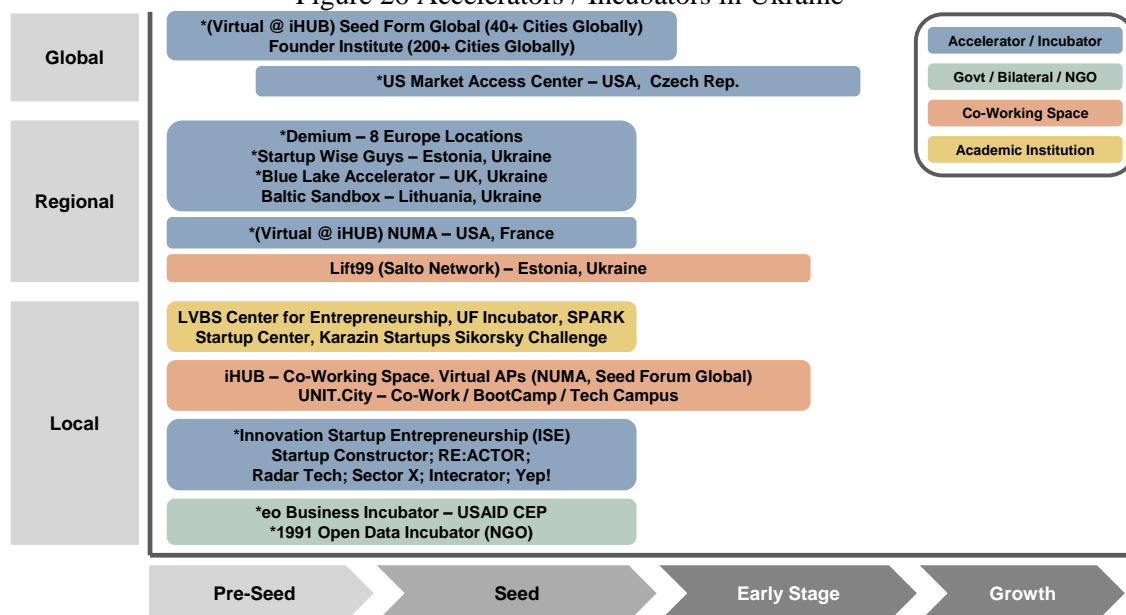 Figure 28 Accelerators / Incubators in Ukraine
Global
*(Virtual @ iHUB) Seed Form Global (40+ Cities Globally)
Founder Institute (200+ Cities Globally)
*US Market Access Center – USA, Czech Rep.
Accelerator / Incubator
Govt / Bilateral / NGO
Co-Working Space
Academic Institution
Regional
*Demium – 8 Europe Locations
*Startup Wise Guys – Estonia, Ukraine
*Blue Lake Accelerator – UK, Ukraine
Baltic Sandbox – Lithuania, Ukraine
*(Virtual @ iHUB) NUMA – USA, France
Lift99 (Salto Network) – Estonia, Ukraine
Local
LVBS Center for Entrepreneurship, UF Incubator, SPARK
Startup Center, Karazin Startups Sikorsky Challenge
iHUB – Co-Working Space. Virtual APs (NUMA, Seed Forum Global)
UNIT.City – Co-Work / BootCamp / Tech Campus
*Innovation Startup Entrepreneurship (ISE)
Startup Constructor; RE:ACTOR;
Radar Tech; Sector X; Intecrator; Yep!
*eo Business Incubator – USAID CEP
*1991 Open Data Incubator (NGO)
Pre-Seed
Seed
Early Stage
Growth